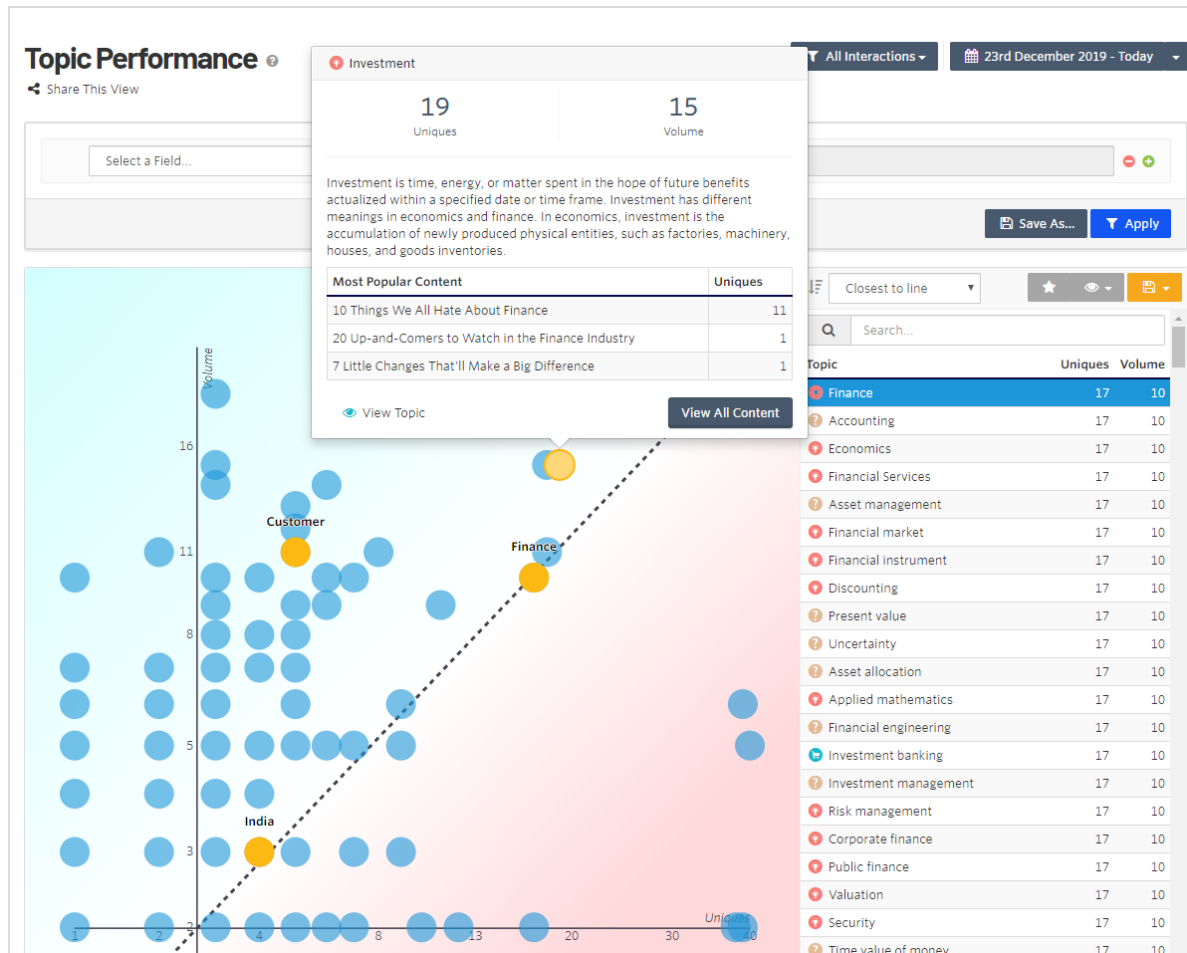 Topic Performance
Share This View
All Interactions
23rd December 2019 - Today
Select a Field...
Save As...
Apply
Investment
19
Uniques
15
Volume
Investment is time, energy, or matter spent in the hope of future benefits
actualized within a specified date or time frame. Investment has different
meanings in economics and finance. In economics, investment is the
accumulation of newly produced physical entities, such as factories, machinery,
houses, and goods inventories.
Most Popular Content Uniques
10 Things We All Hate About Finance 11
20 Up-and-Comers to Watch in the Finance Industry 1
7 Little Changes That'll Make a Big Difference 1
View Topic
View All Content
Volume
16
11
8
5
3
2
Customer
Finance
India
Uniques
1 2 4 8 13 20 30 40
Closest to line
Search...
Topic Uniques Volume
Finance 17 10
Accounting 17 10
Economics 17 10
Financial Services 17 10
Asset management 17 10
Financial market 17 10
Financial instrument 17 10
Discounting 17 10
Present value 17 10
Uncertainty 17 10
Asset allocation 17 10
Applied mathematics 17 10
Financial engineering 17 10
Investment banking 17 10
Investment management 17 10
Risk management 17 10
Corporate finance 17 10
Public finance 17 10
Valuation 17 10
Security 17 10
Time value of money 17 10